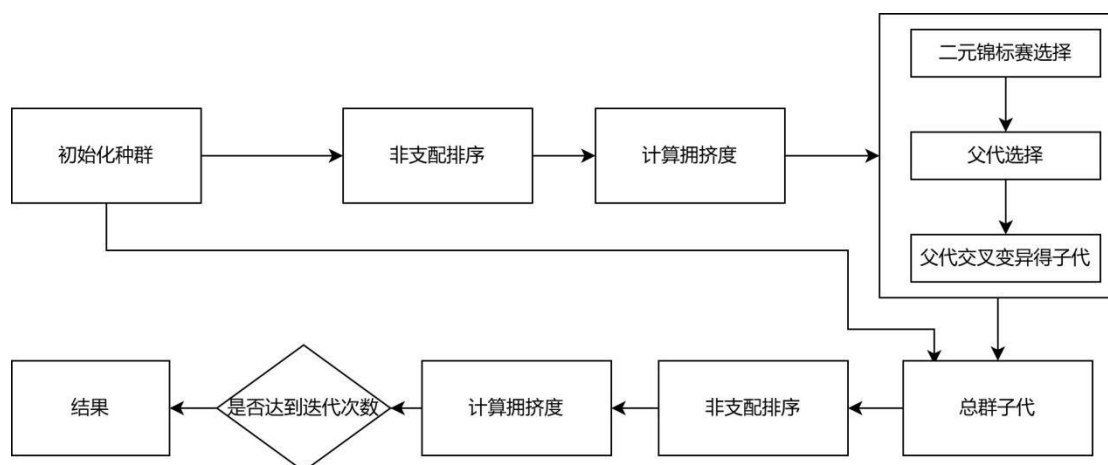 初始化种群
非支配排序
计算拥挤度
二元锦标赛选择
父代选择
父代交叉变异得子代
总群子代
非支配排序
计算拥挤度
是否达到迭代次数
结果